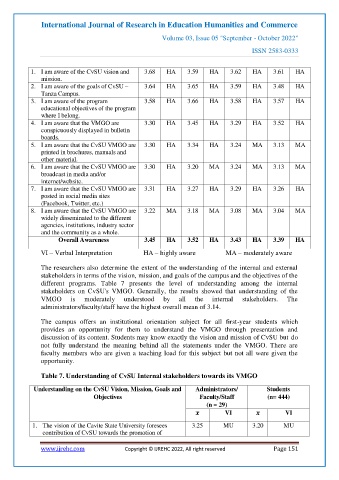 International Journal of Research in Education Humanities and Commerce
Volume 03, Issue 05 "September - October 2022"
ISSN 2583-0333
1. I am aware of the CvSU vision and mission. 3.68 HA 3.59 HA 3.62 HA 3.61 HA
2. I am aware of the goals of CvSU – Tanza Campus. 3.64 HA 3.65 HA 3.59 HA 3.48 HA
3. I am aware of the program educational objectives of the program where I belong. 3.58 HA 3.66 HA 3.58 HA 3.57 HA
4. I am aware that the VMGO are conspicuously displayed in bulletin boards. 3.30 HA 3.45 HA 3.29 HA 3.52 HA
5. I am aware that the CvSU VMGO are printed in brochures, manuals and other material. 3.30 HA 3.34 HA 3.24 MA 3.13 MA
6. I am aware that the CvSU VMGO are broadcast in media and/or internet/website. 3.30 HA 3.20 MA 3.24 MA 3.13 MA
7. I am aware that the CvSU VMGO are posted in social media sites (Facebook, Twitter, etc.) 3.31 HA 3.27 HA 3.29 HA 3.26 HA
8. I am aware that the CvSU VMGO are widely disseminated to the different agencies, institutions, industry sector and the community as a whole. 3.22 MA 3.18 MA 3.08 MA 3.04 MA
Overall Awareness 3.45 HA 3.52 HA 3.43 HA 3.39 HA
VI – Verbal Interpretation HA – highly aware MA – moderately aware
The researchers also determine the extent of the understanding of the internal and external
stakeholders in terms of the vision, mission, and goals of the campus and the objectives of the
different programs. Table 7 presents the level of understanding among the internal
stakeholders on CvSU's VMGO. Generally, the results showed that understanding of the
VMGO is moderately understood by all the internal stakeholders. The
administrators/faculty/staff have the highest overall mean of 3.14.
The campus offers an institutional orientation subject for all first-year students which
provides an opportunity for them to understand the VMGO through presentation and
discussion of its content. Students may know exactly the vision and mission of CvSU but do
not fully understand the meaning behind all the statements under the VMGO. There are
faculty members who are given a teaching load for this subject but not all were given the
opportunity.
Table 7. Understanding of CvSU Internal stakeholders towards its VMGO
Understanding on the CvSU Vision, Mission, Goals and Objectives Administrators/ Faculty/Staff (n = 29) Students (n= 444)
x VI x VI
1. The vision of the Cavite State University foresees contribution of CvSU towards the promotion of 3.25 MU 3.20 MU
www.ijrehc.com Copyright © IJREHC 2022, All right reserved Page 151